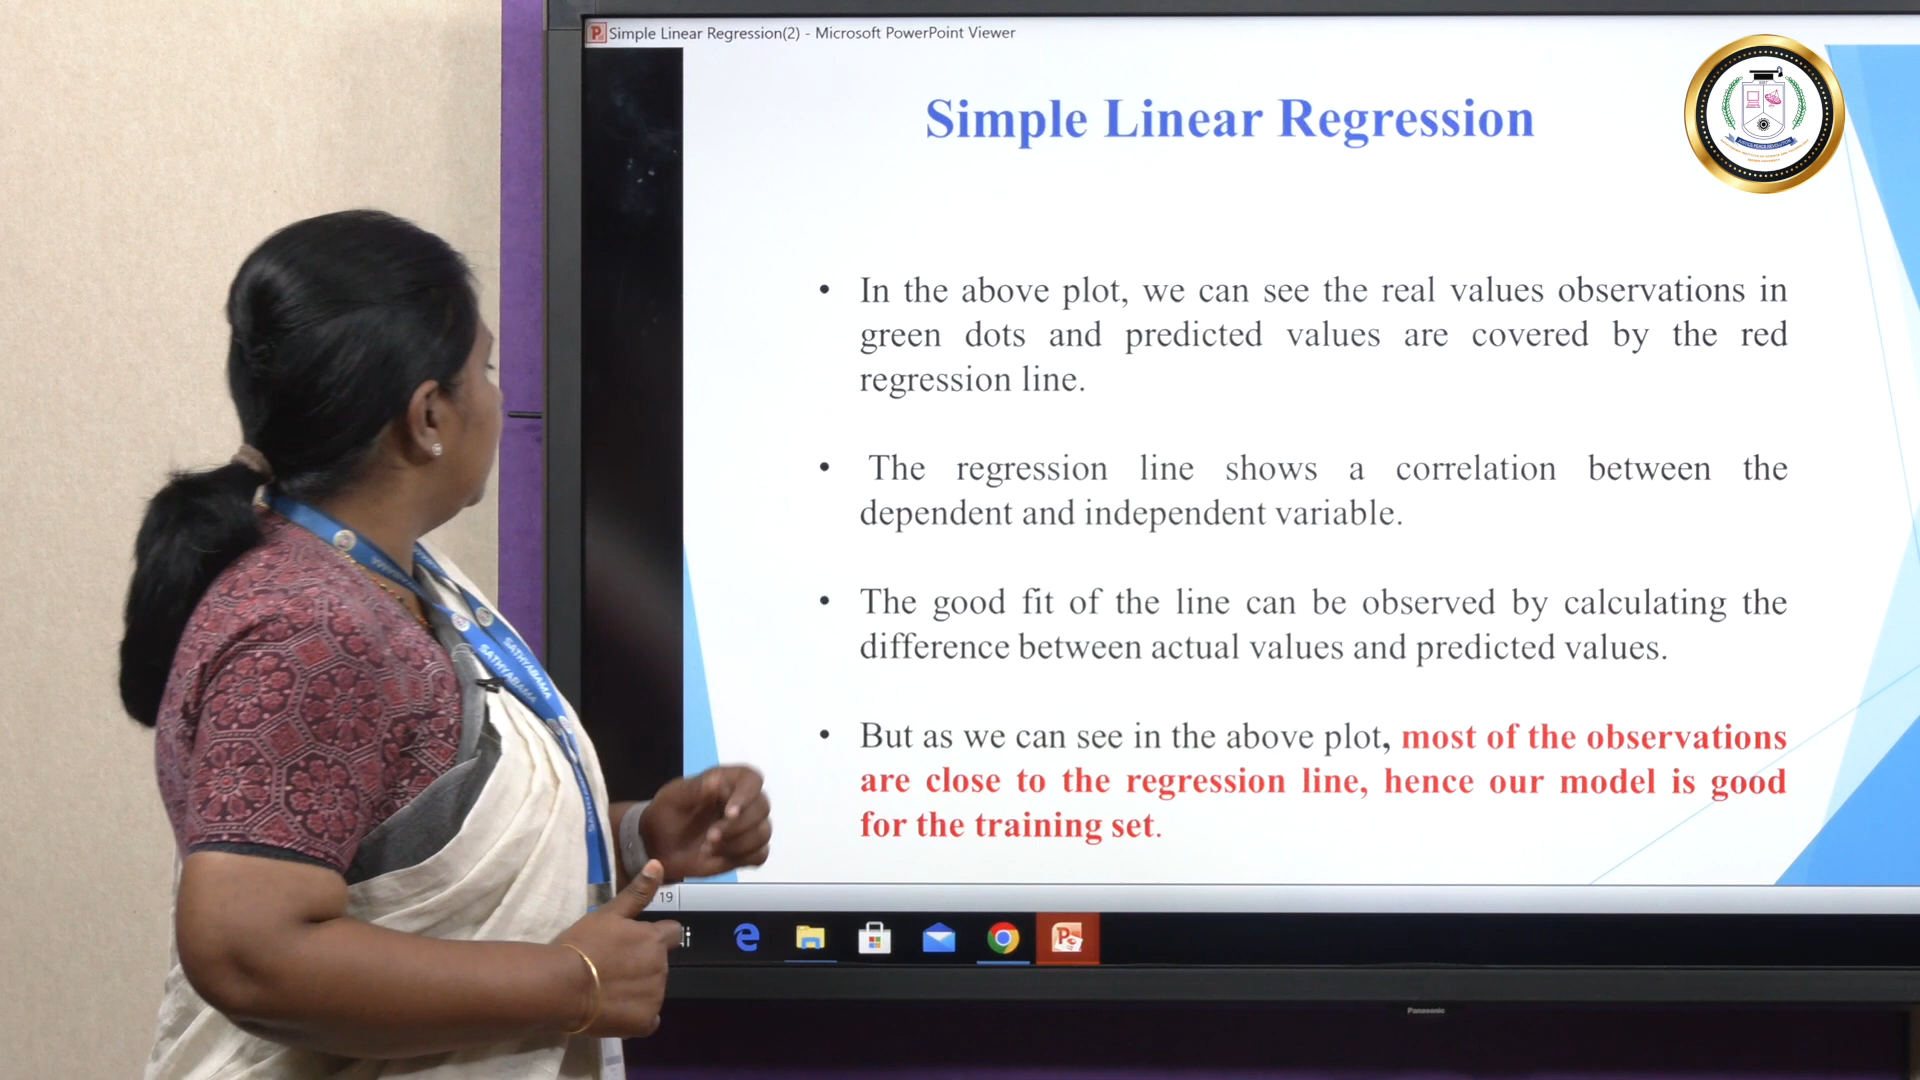 Simple Linear Regression(2) - Microsoft PowerPoint Viewer
Simple Linear Regression
• In the above plot, we can see the real values observations in
green dots and predicted values are covered by the red
regression line.
• The regression line shows a correlation between the
dependent and independent variable.
• The good fit of the line can be observed by calculating the
difference between actual values and predicted values.
• But as we can see in the above plot, most of the observations
are close to the regression line, hence our model is good
for the training set.
19
SATHYABAMA
SATHYABAMA
Panasonic